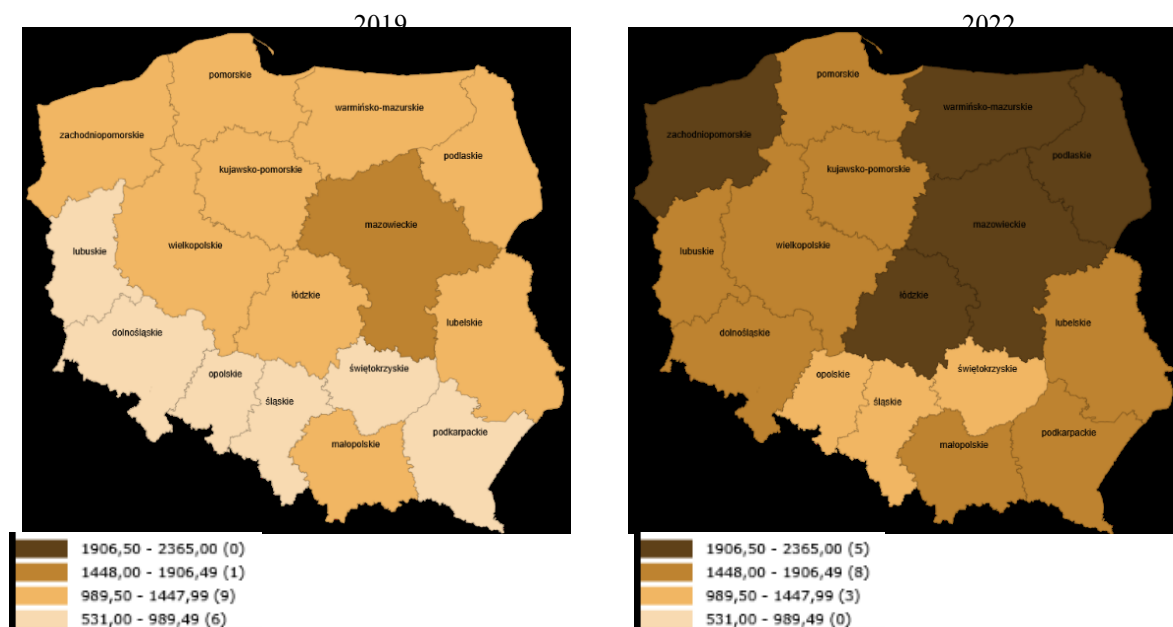 2019
pomorskie
warmińsko-mazurskie
zachodniopomorskie
podlaskie
kujawsko-pomorskie
mazowieckie
wielkopolskie
lubuskie
łódzkie
lubelskie
dolnośląskie
opolskie
świętokrzyskie
śląskie
podkarpackie
małopolskie
1906,50 - 2365,00 (0)
1448,00 - 1906,49 (1)
989,50 - 1447,99 (9)
531,00 - 989,49 (6)
2022
pomorskie
warmińsko-mazurskie
zachodniopomorskie
podlaskie
kujawsko-pomorskie
mazowieckie
wielkopolskie
lubuskie
łódzkie
lubelskie
dolnośląskie
opolskie
świętokrzyskie
śląskie
podkarpackie
małopolskie
1906,50 - 2365,00 (5)
1448,00 - 1906,49 (8)
989,50 - 1447,99 (3)
531,00 - 989,49 (0)